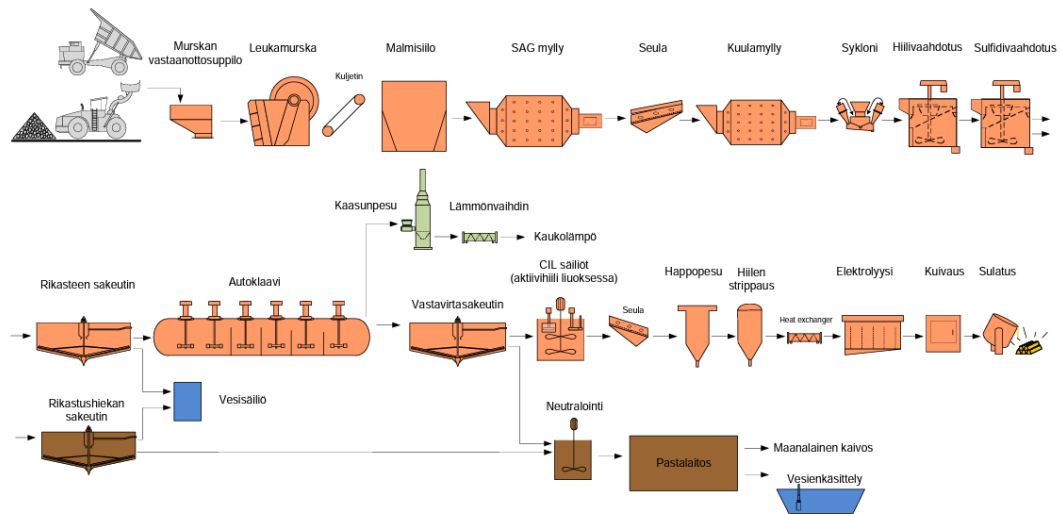 Murskan
vastaanottosuppilo
Leukamurska
Kuljetin
Malmisiilo
SAG mylly
Seula
Kuulamylly
Sykloni
Hiilivaahdotus
Sulfidivaahdotus
Kaasunpesu
Lämmönvaihdin
Kaukolämpö
Rikasteen sakeutin
Autoklaavi
Vastavirtasakeutin
CIL säiliöt
(aktiivihiili liuoksessa)
Seula
Happopesu
Hiilen
strippaus
Heat exchanger
Elektrolyysi
Kuivaus
Sulatus
Vesisäiliö
Rikastushiekan
sakeutin
Neutralointi
Pastalaitos
Maanalainen kaivos
Vesienkäsittely